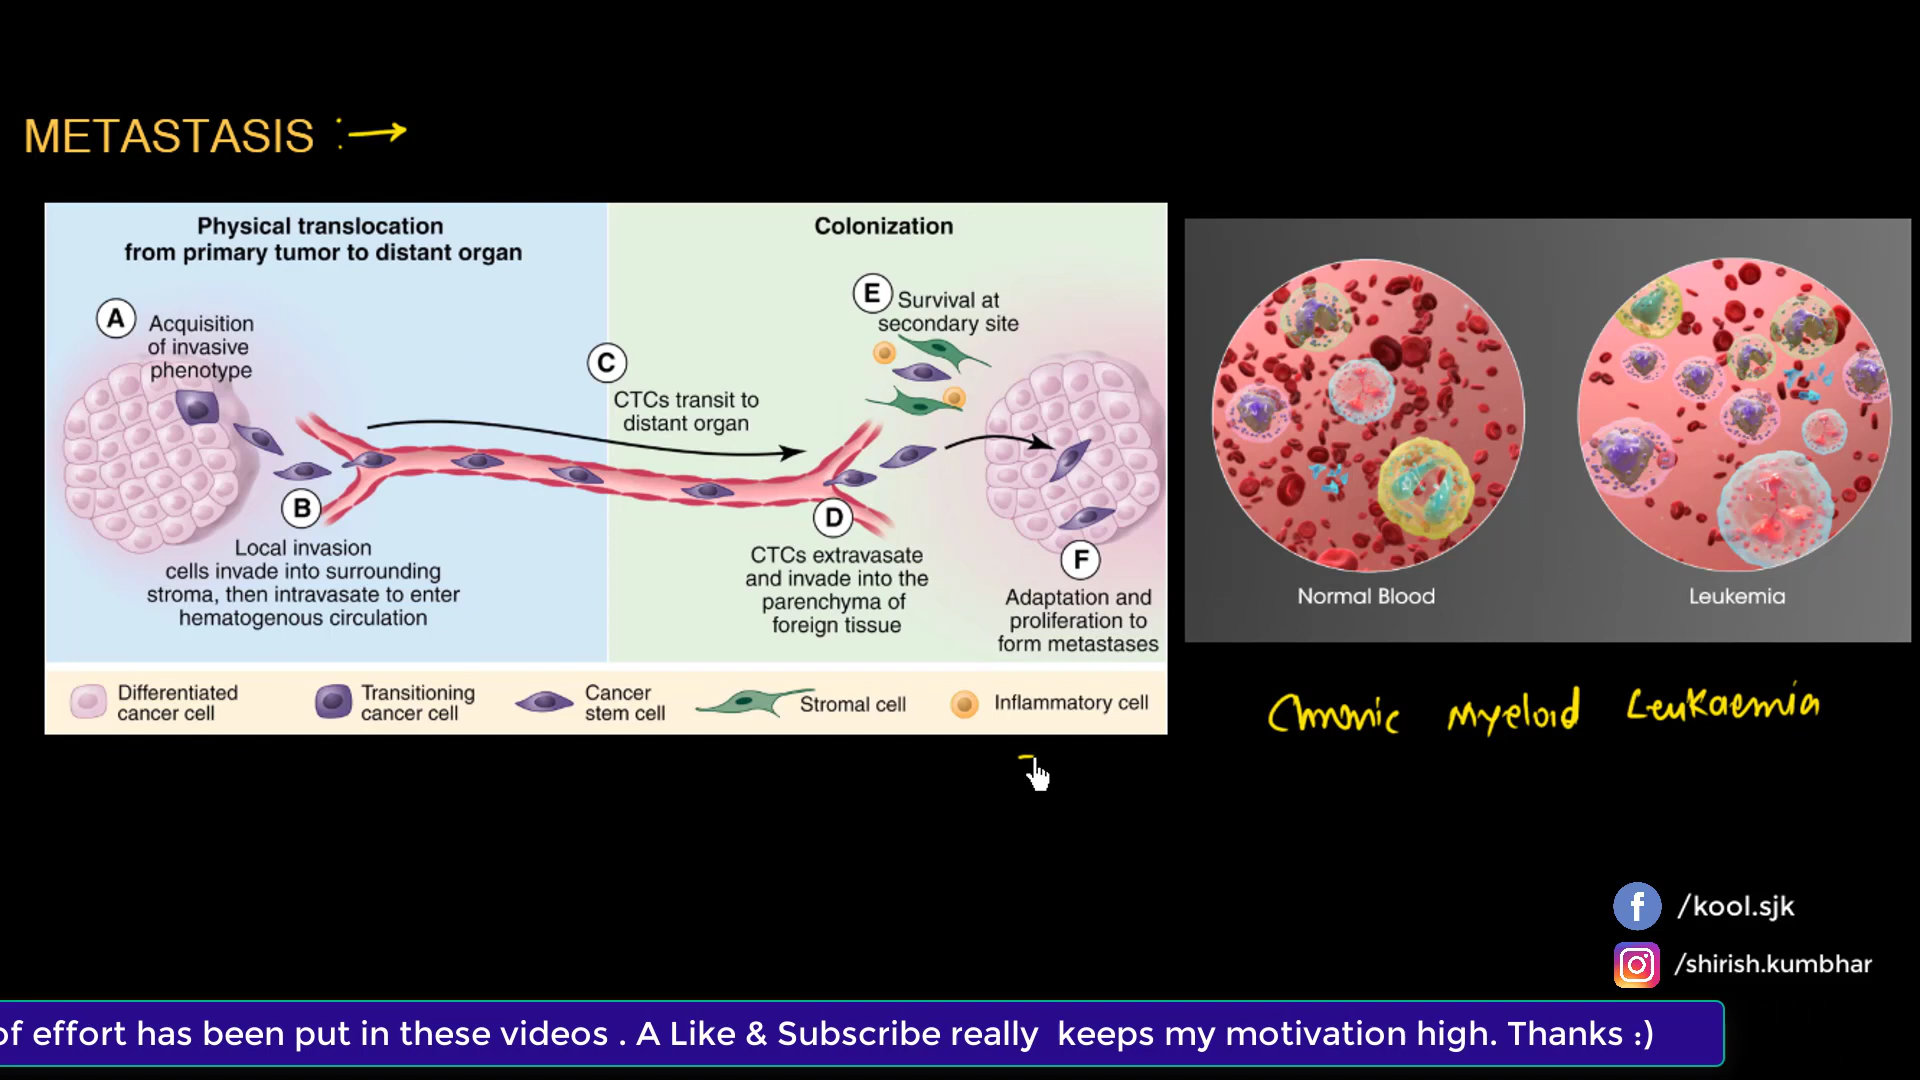 METASTASIS :→
Physical translocation
from primary tumor to distant organ
Colonization
A
Acquisition
of invasive
phenotype
B
Local invasion
cells invade into surrounding
stroma, then intravasate to enter
hematogenous circulation
C
CTCs transit to
distant organ
D
CTCs extravasate
and invade into the
parenchyma of
foreign tissue
E
Survival at
secondary site
F
Adaptation and
proliferation to
form metastases
Differentiated
cancer cell
Transitioning
cancer cell
Cancer
stem cell
Stromal cell
Inflammatory cell
Normal Blood
Leukemia
Chronic Myeloid Leukaemia
/kool.sjk
/shirish.kumbhar
of effort has been put in these videos . A Like & Subscribe really keeps my motivation high. Thanks :)